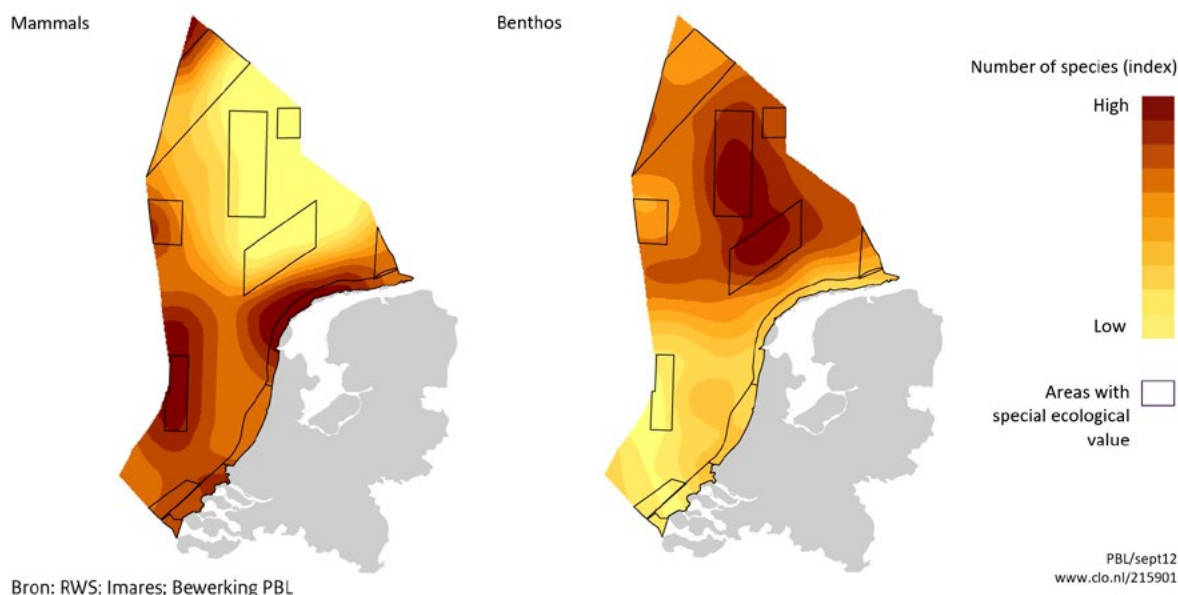 Mammals
Benthos
Number of species (index)
High
Low
Areas with
special ecological
value
PBL/sept12
www.clo.nl/215901
Bron: RWS; Imares; Bewerking PBL